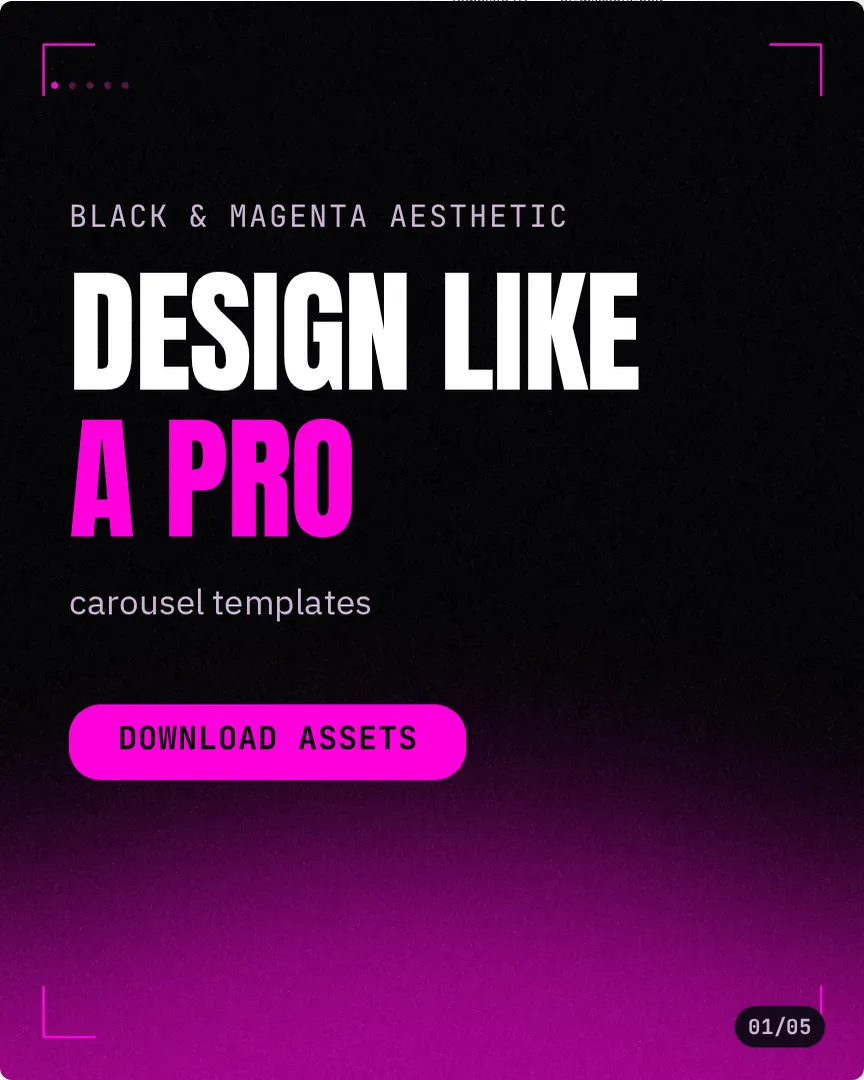 BLACK & MAGENTA AESTHETIC
DESIGN LIKE
A PRO
carousel templates
DOWNLOAD ASSETS
01/05